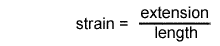 strain = extension / length